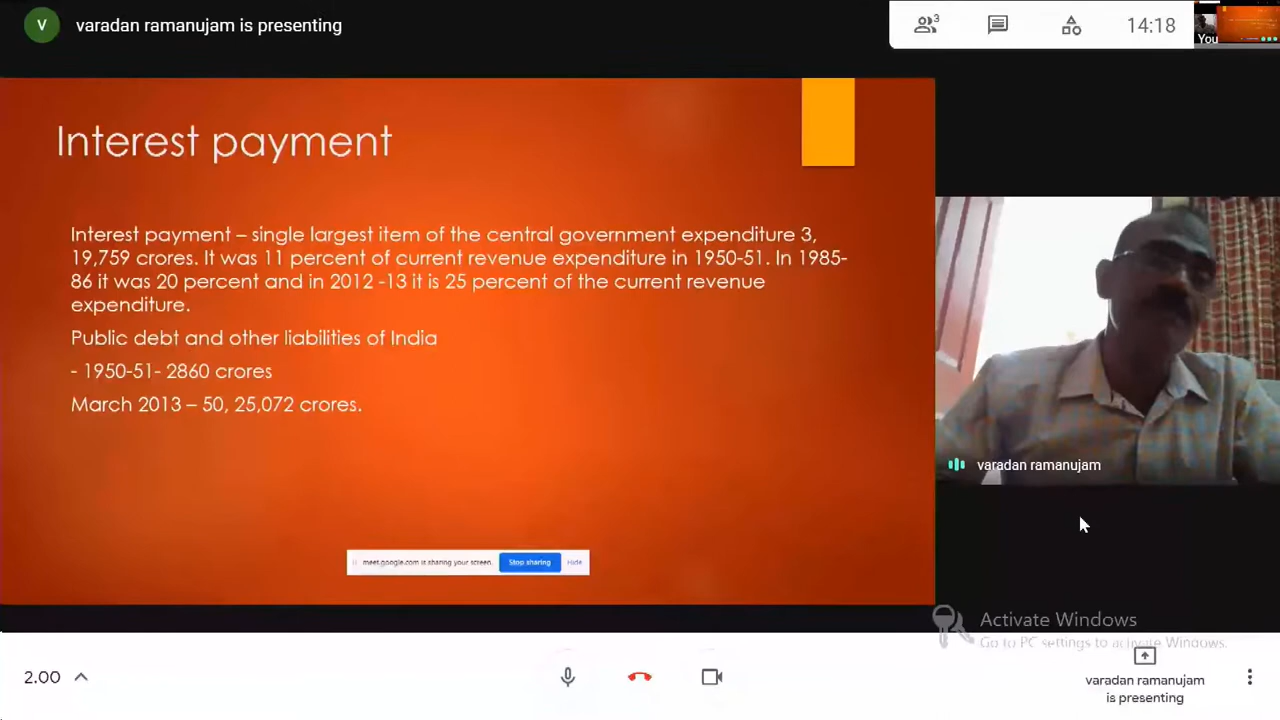 V
varadan ramanujam is presenting
3
14:18
You
Interest payment
Interest payment – single largest item of the central government expenditure 3,
19,759 crores. It was 11 percent of current revenue expenditure in 1950-51. In 1985-
86 it was 20 percent and in 2012 -13 it is 25 percent of the current revenue
expenditure.
Public debt and other liabilities of India
- 1950-51- 2860 crores
March 2013 – 50, 25,072 crores.
varadan ramanujam
meet.google.com is sharing your screen.
Stop sharing
Hide
Activate Windows
Go to PC settings to activate Windows.
2.00
varadan ramanujam
is presenting